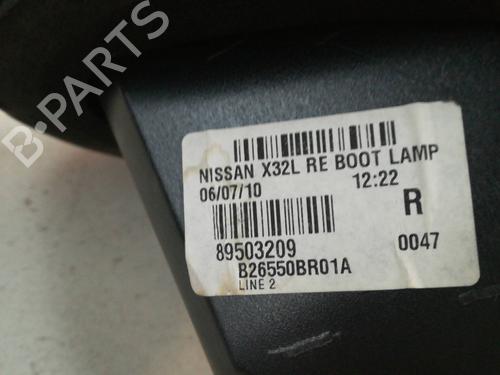 B-PARTS
NISSAN X32L RE BOOT LAMP
06/07/10 12:22
R
89503209 0047
B26550BR01A
LINE 2